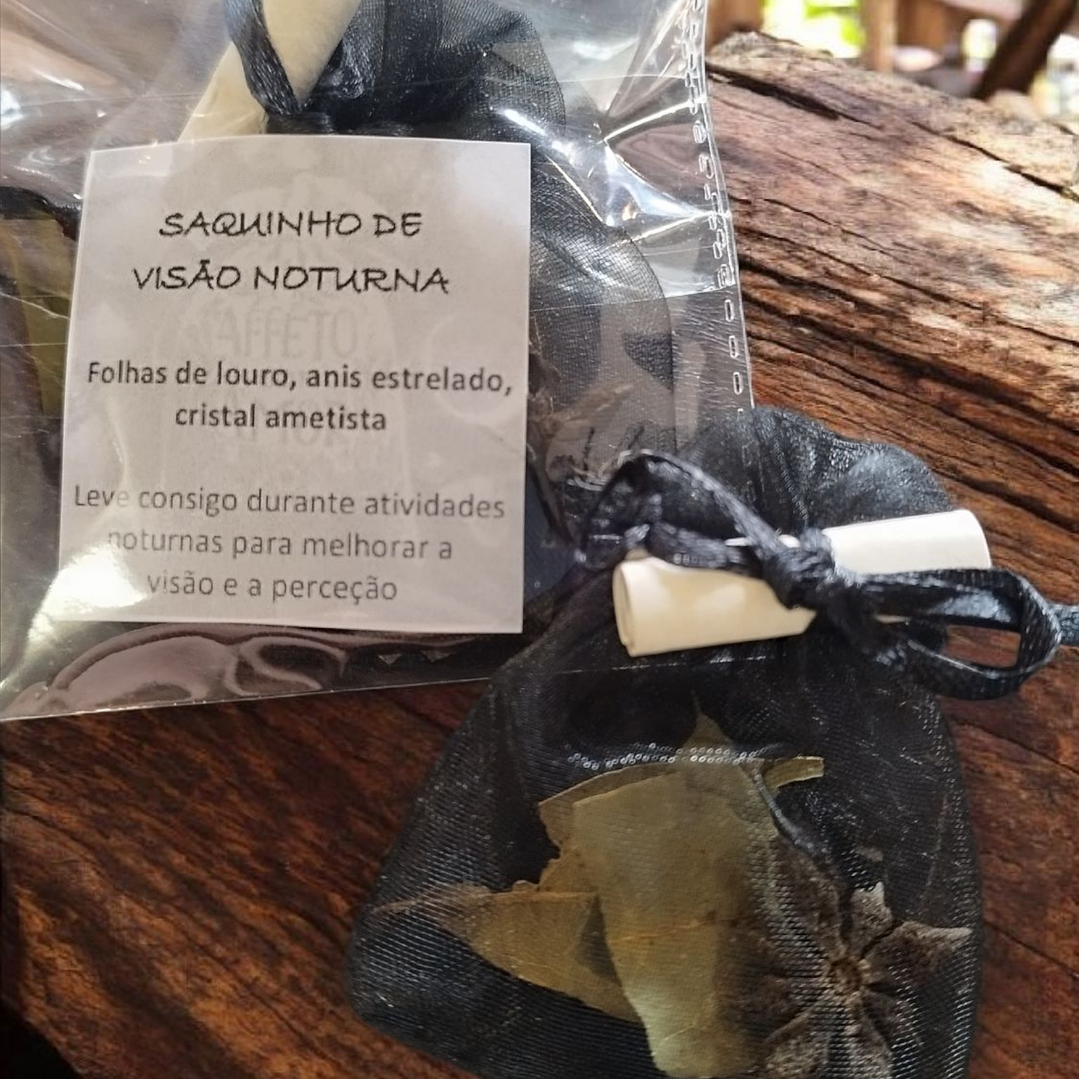 SAQUINHO DE
VISÃO NOTURNA
AFFETO
Folhas de louro, anis estrelado,
cristal ametista
Leve consigo durante atividades
noturnas para melhorar a
visão e a perceção